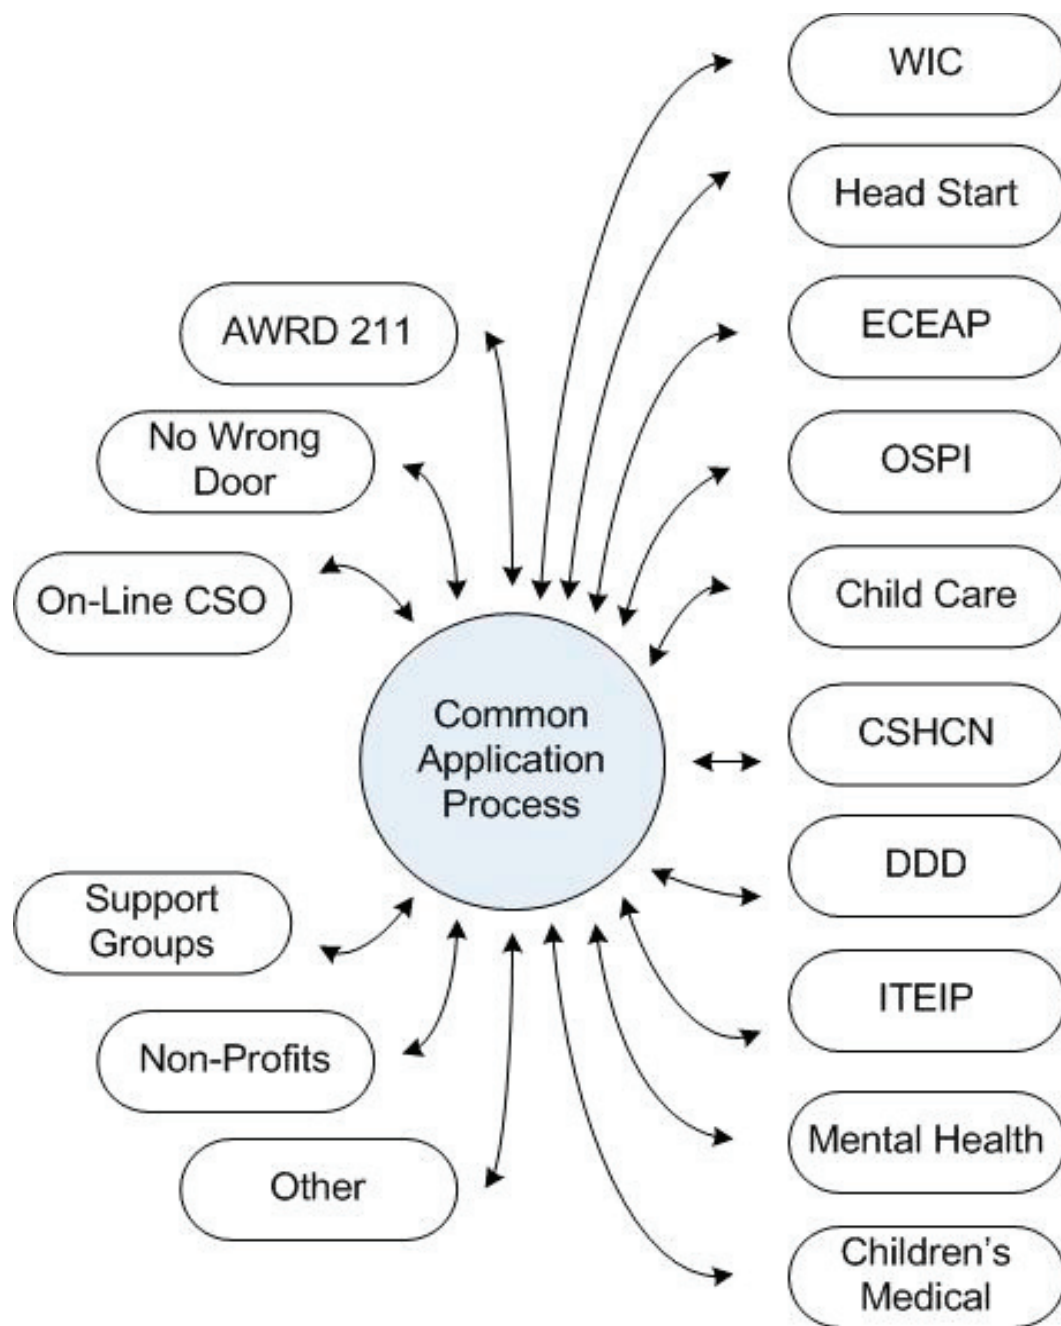 WIC
Head Start
AWRD 211
ECEAP
No Wrong
Door
OSPI
On-Line CSO
Child Care
Common
Application
Process
CSHCN
DDD
Support
Groups
ITEIP
Non-Profits
Mental Health
Other
Children's
Medical